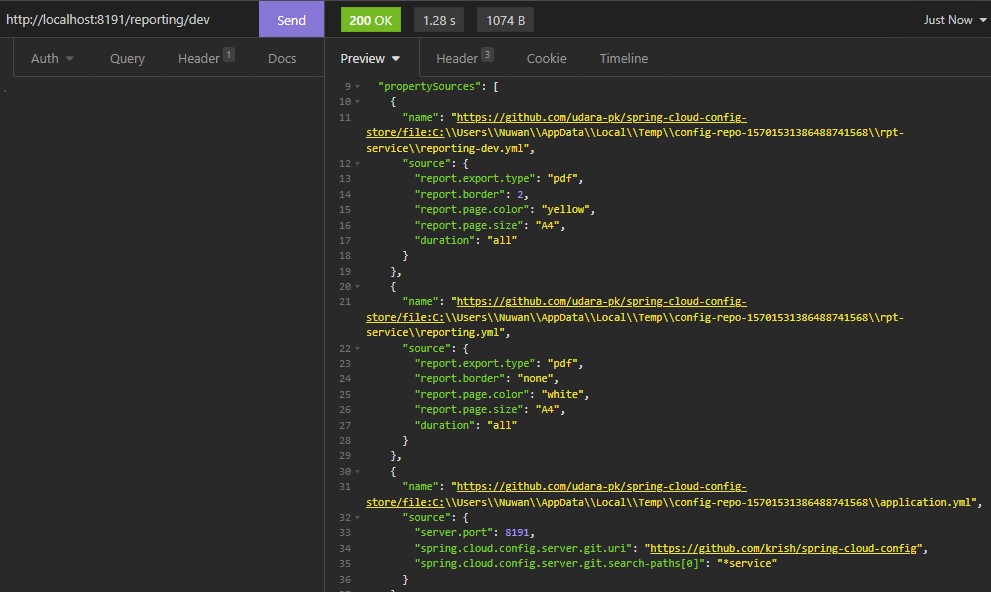 http://localhost:8191/reporting/dev Send 200 OK 1.28 s 1074 B Just Now
Auth Query Header 1 Docs Preview Header 3 Cookie Timeline
9 "propertySources": [
10 {
11 "name": "https://github.com/udara-pk/spring-cloud-config-
store/file:C:\\Users\\Nuwan\\AppData\\Local\\Temp\\config-repo-15701531386488741568\\rpt-
service\\reporting-dev.yml",
12 "source": {
13 "report.export.type": "pdf",
14 "report.border": 2,
15 "report.page.color": "yellow",
16 "report.page.size": "A4",
17 "duration": "all"
18 }
19 },
20 {
21 "name": "https://github.com/udara-pk/spring-cloud-config-
store/file:C:\\Users\\Nuwan\\AppData\\Local\\Temp\\config-repo-15701531386488741568\\rpt-
service\\reporting.yml",
22 "source": {
23 "report.export.type": "pdf",
24 "report.border": "none",
25 "report.page.color": "white",
26 "report.page.size": "A4",
27 "duration": "all"
28 }
29 },
30 {
31 "name": "https://github.com/udara-pk/spring-cloud-config-
store/file:C:\\Users\\Nuwan\\AppData\\Local\\Temp\\config-repo-15701531386488741568\\application.yml",
32 "source": {
33 "server.port": 8191,
34 "spring.cloud.config.server.git.uri": "https://github.com/krish/spring-cloud-config",
35 "spring.cloud.config.server.git.search-paths[0]": "*service"
36 }